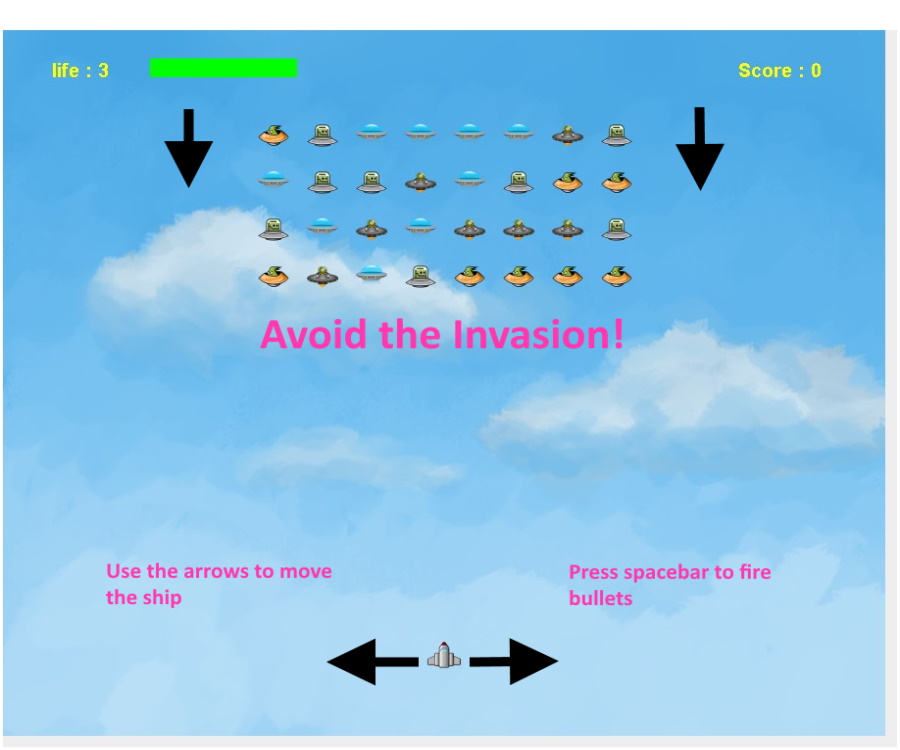 life : 3
Score : 0
Avoid the Invasion!
Use the arrows to move
the ship
Press spacebar to fire
bullets